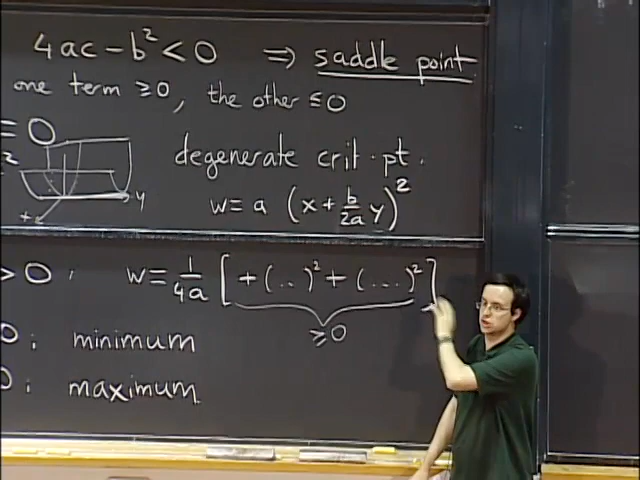 4ac - b² < 0 ⇒ saddle point
one term ≥ 0, the other ≤ 0
= 0
degenerate crit. pt.
y
x
w = a (x + b/2a y)²
> 0 : w = 1/4a [+(..)² + (...)²]
≥ 0
0 : minimum
0 : maximum